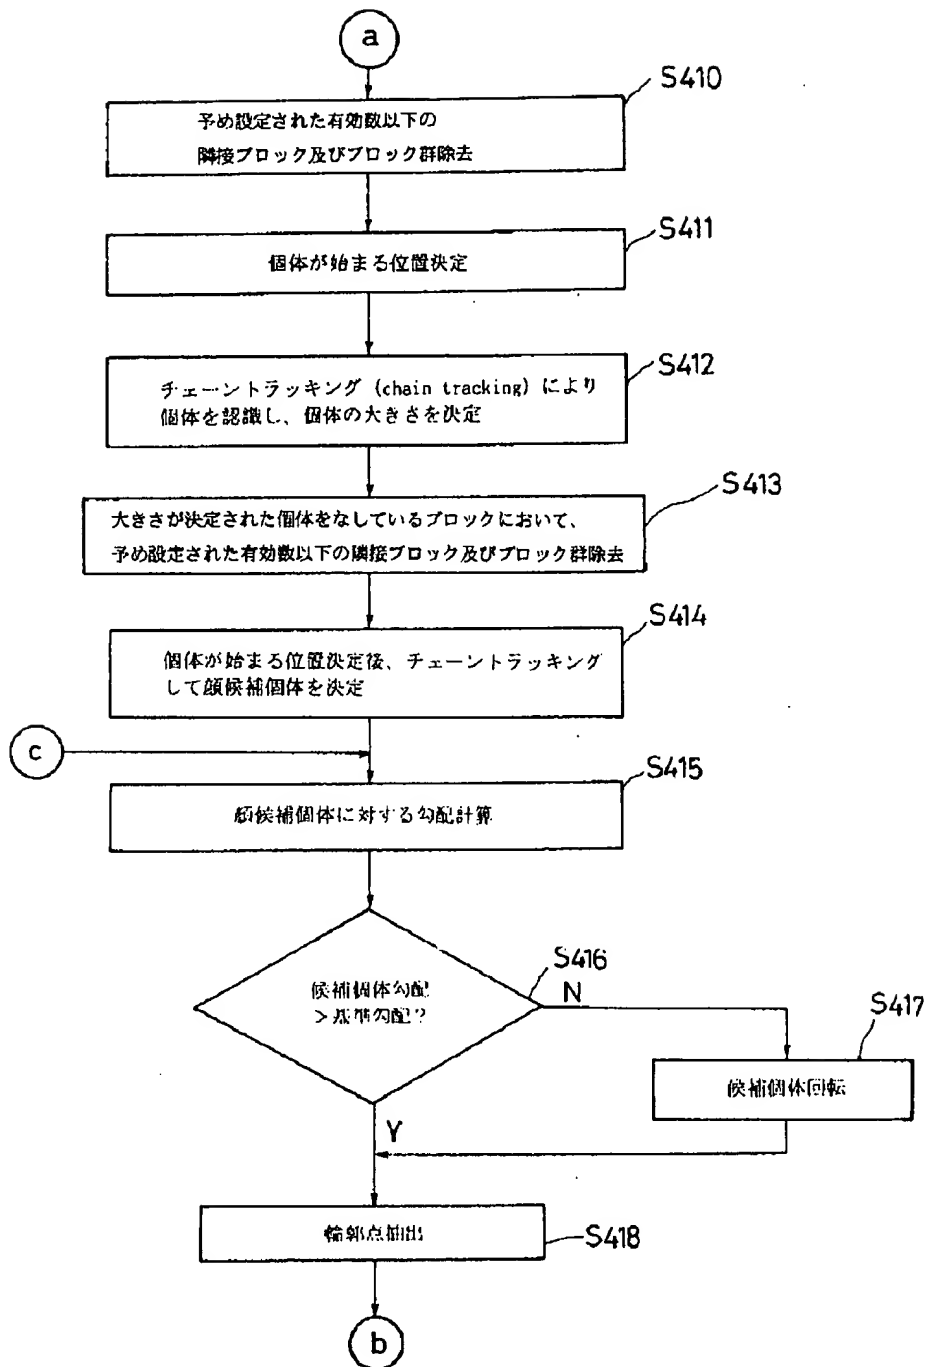 a
S410
予め設定された有効数以下の
隣接ブロック及びブロック群除去
S411
個体が始まる位置決定
S412
チェーントラッキング (chain tracking) により
個体を認識し、個体の大きさを決定
S413
大きさが決定された個体をなしているブロックにおいて、
予め設定された有効数以下の隣接ブロック及びブロック群除去
S414
個体が始まる位置決定後、チェーントラッキング
して顔候補個体を決定
c
S415
顔候補個体に対する勾配計算
S416
候補個体勾配
>基準勾配?
N
S417
候補個体回転
Y
輪郭点抽出
S418
b